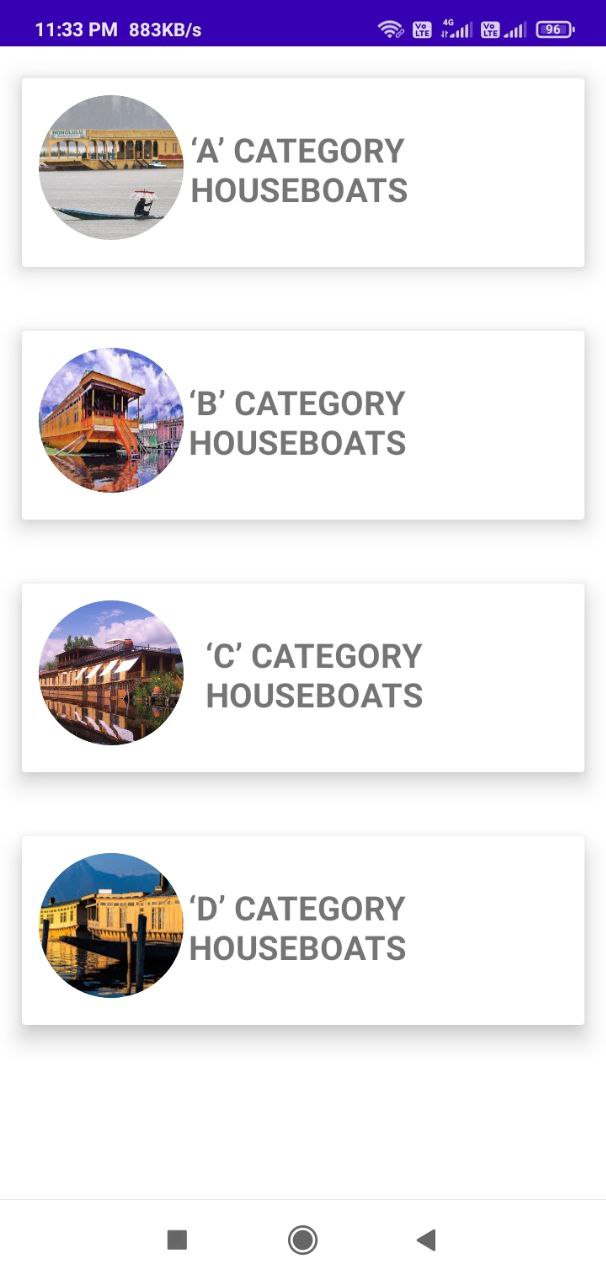 11:33 PM 883KB/s Vo LTE 4G Vo LTE 96
HONOLULU
‘A’ CATEGORY
HOUSEBOATS
‘B’ CATEGORY
HOUSEBOATS
‘C’ CATEGORY
HOUSEBOATS
‘D’ CATEGORY
HOUSEBOATS